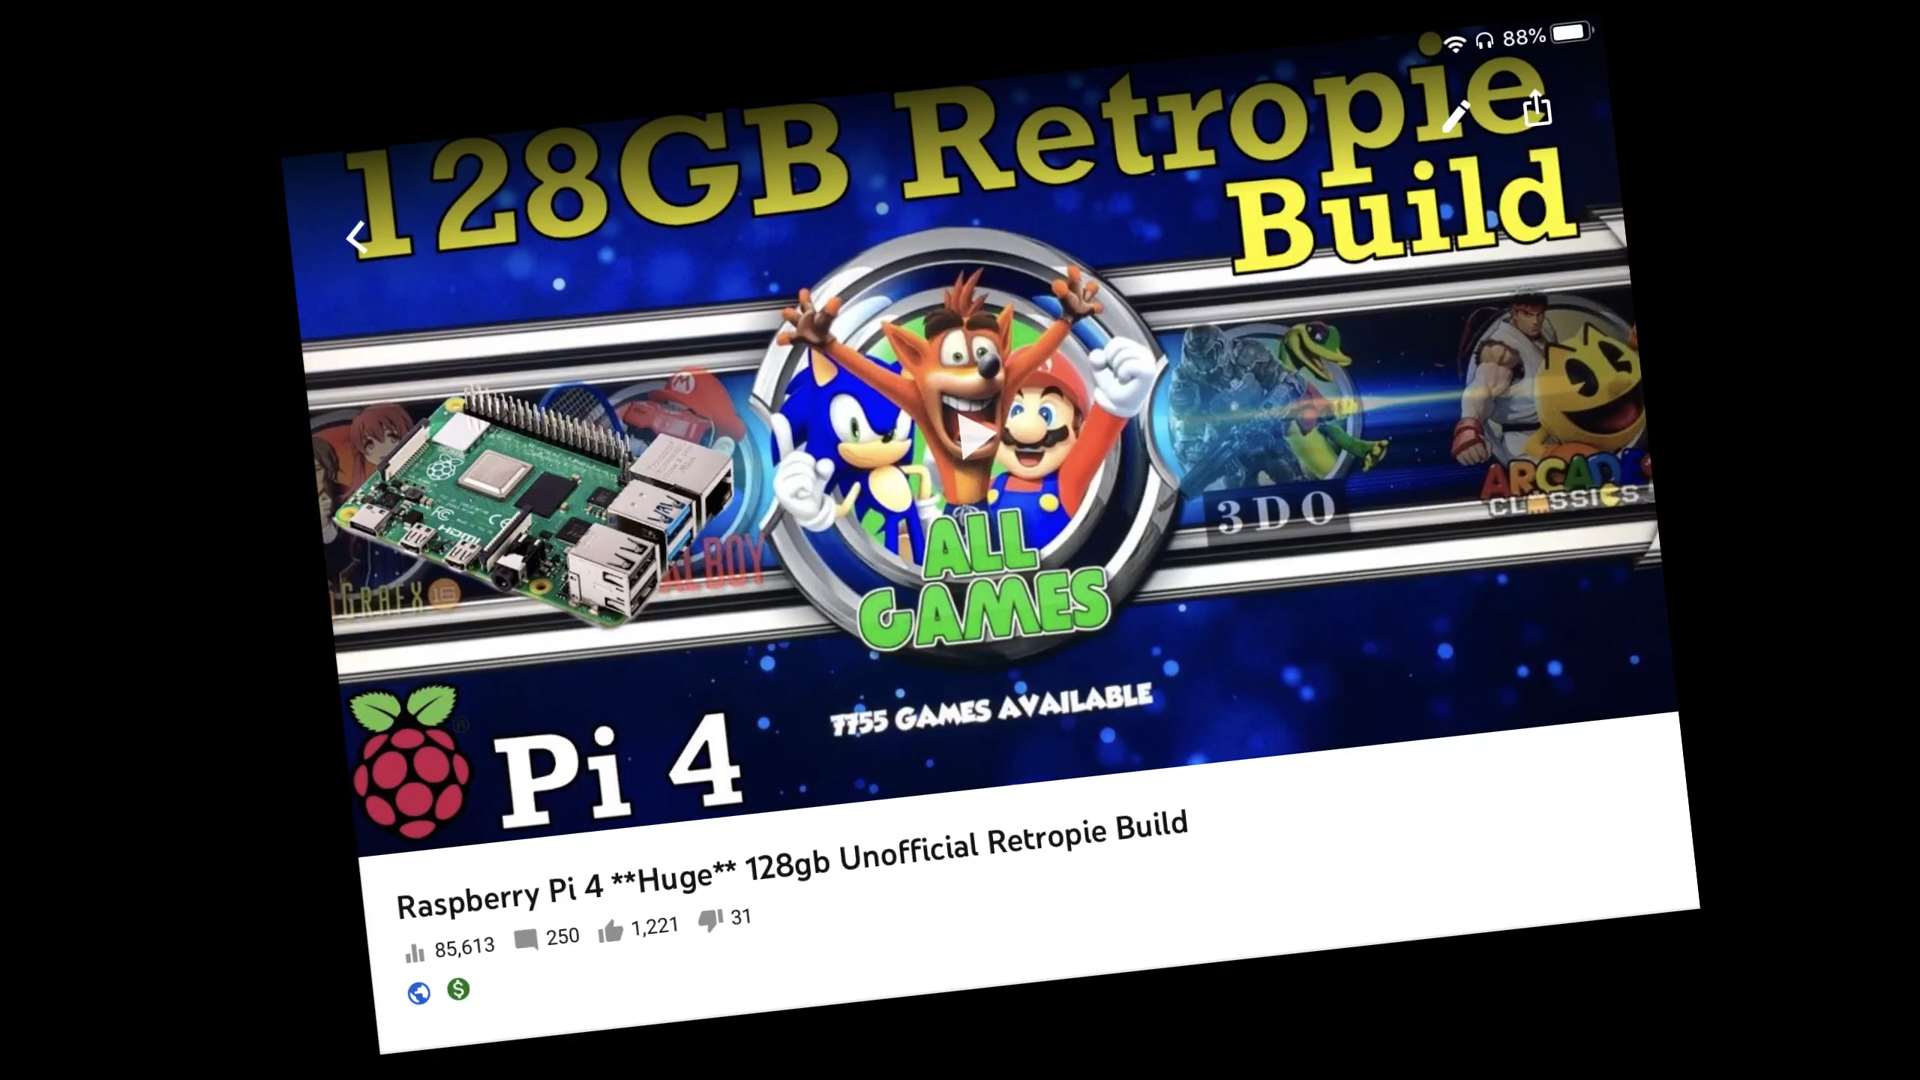 88%
128GB Retropie
Build
ALL
GAMES
3DO
ARCADE
CLASSICS
7755 GAMES AVAILABLE
Pi 4
Raspberry Pi 4 **Huge** 128gb Unofficial Retropie Build
85,613 250 1,221 31